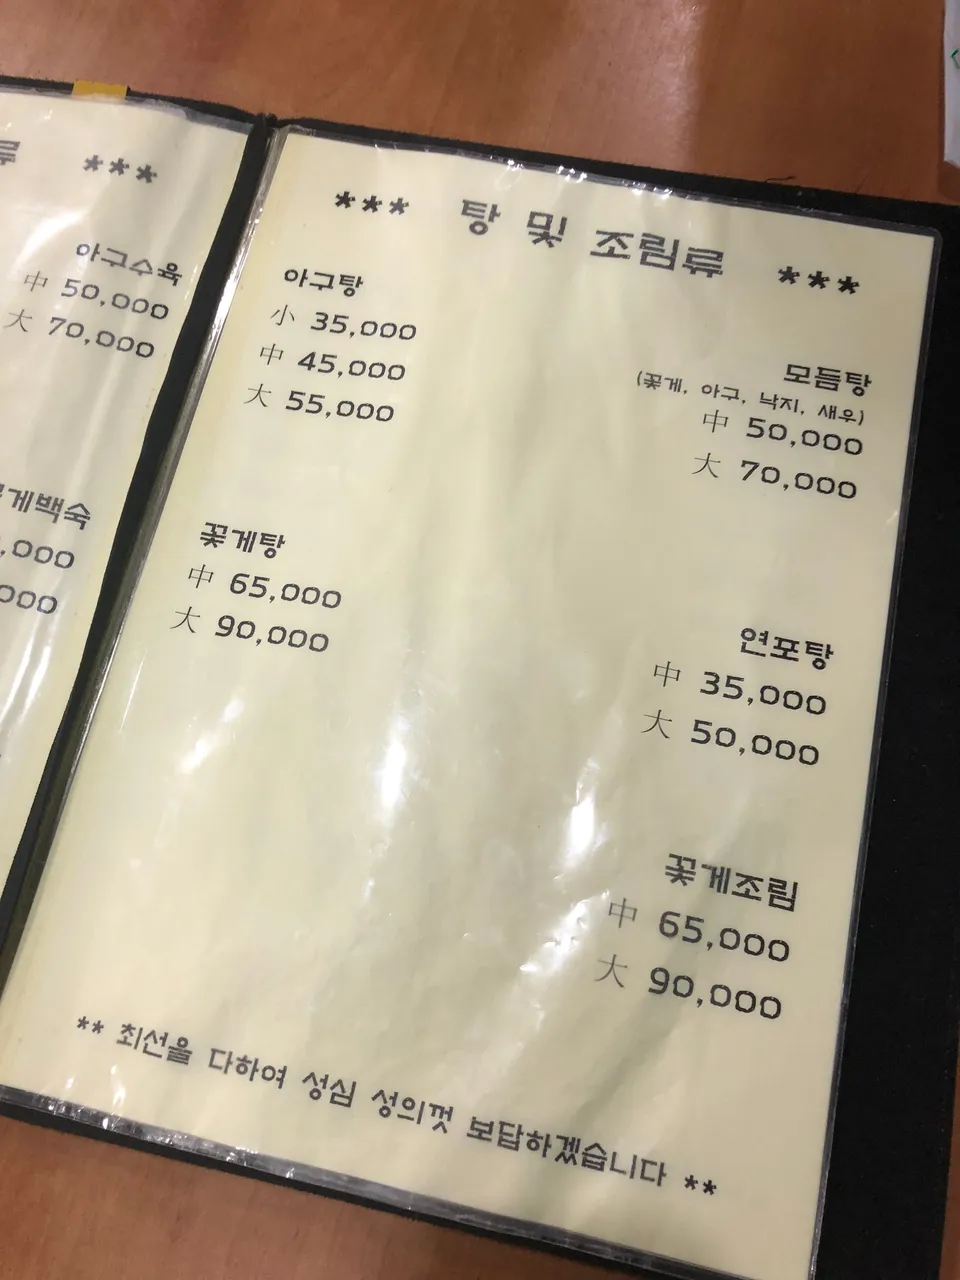 ***
아구수육
中 50,000
大 70,000
*** 탕 및 조림류 ***
아구탕
小 35,000
中 45,000
大 55,000
모듬탕
(꽃게, 아구, 낙지, 새우)
中 50,000
大 70,000
꽃게탕
中 65,000
大 90,000
연포탕
中 35,000
大 50,000
꽃게조림
中 65,000
大 90,000
** 최선을 다하여 성심 성의껏 보답하겠습니다 **